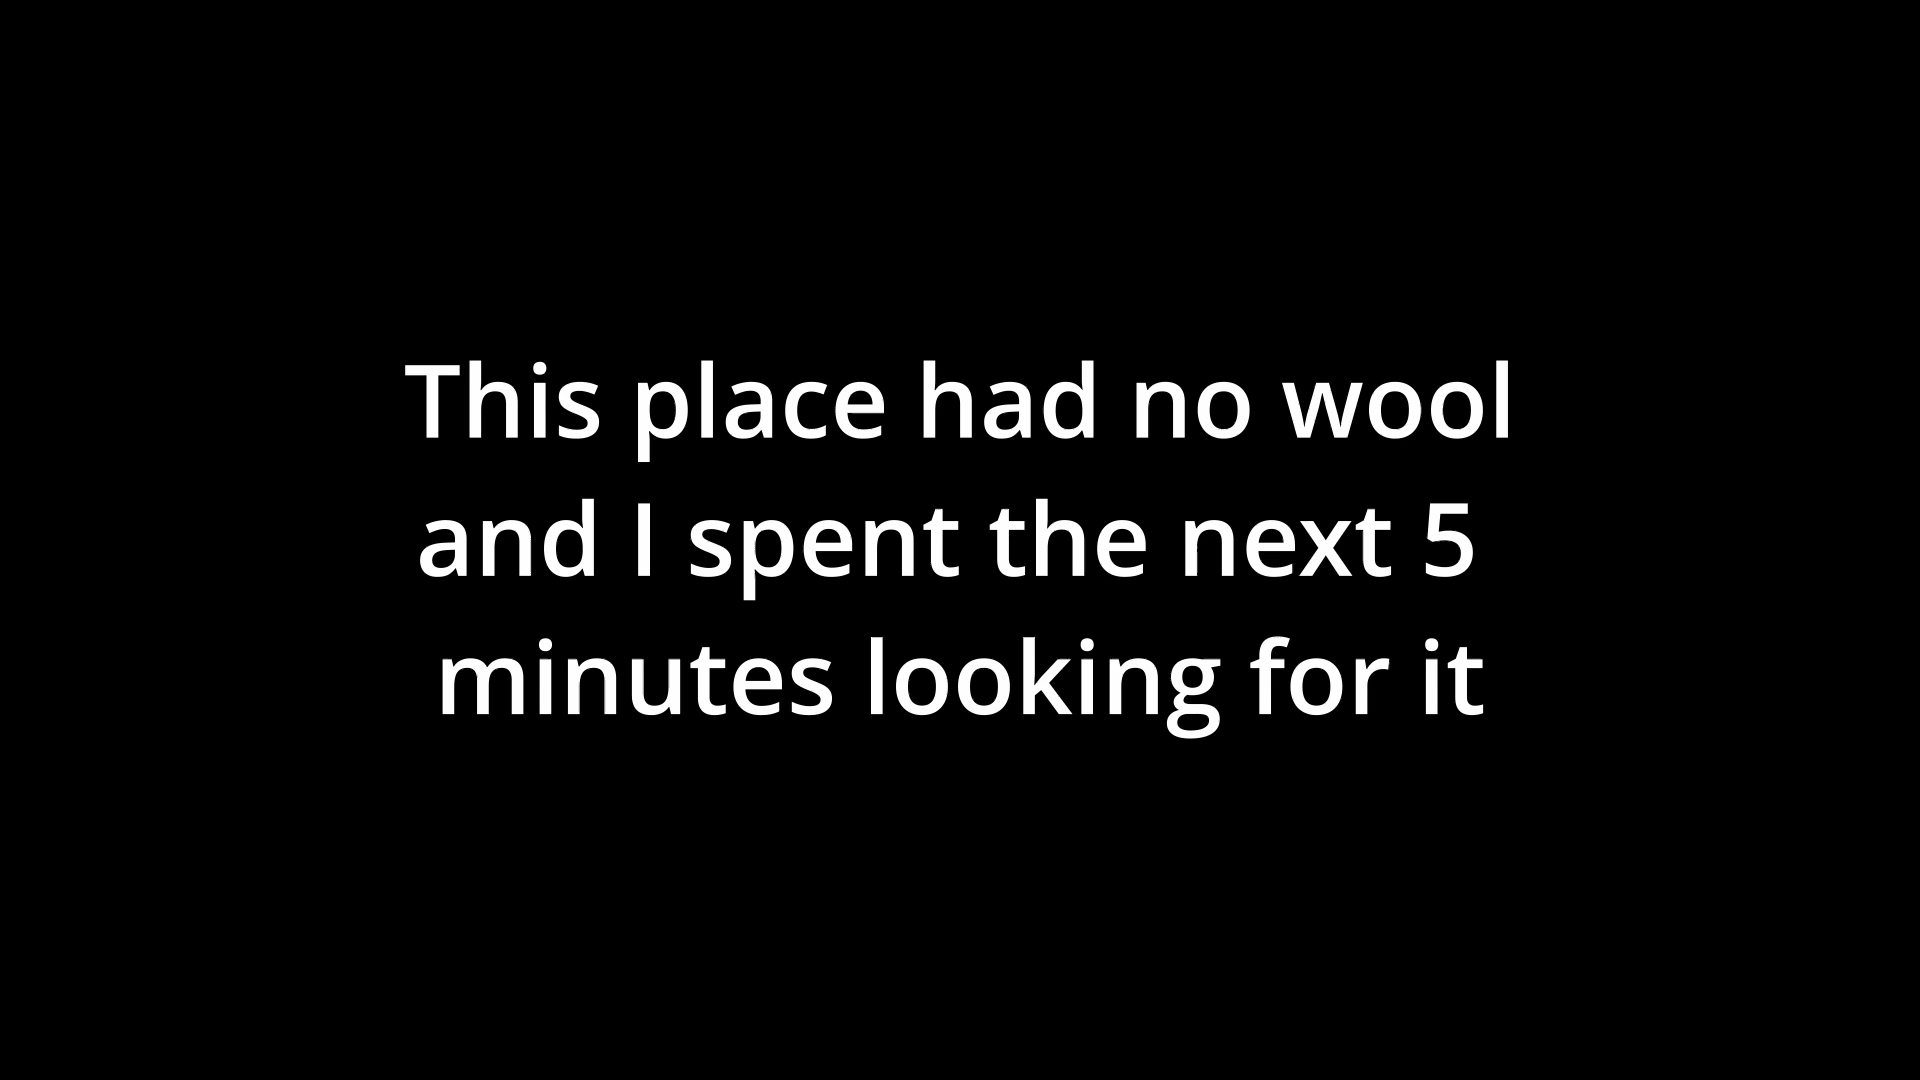 This place had no wool
and I spent the next 5
minutes looking for it